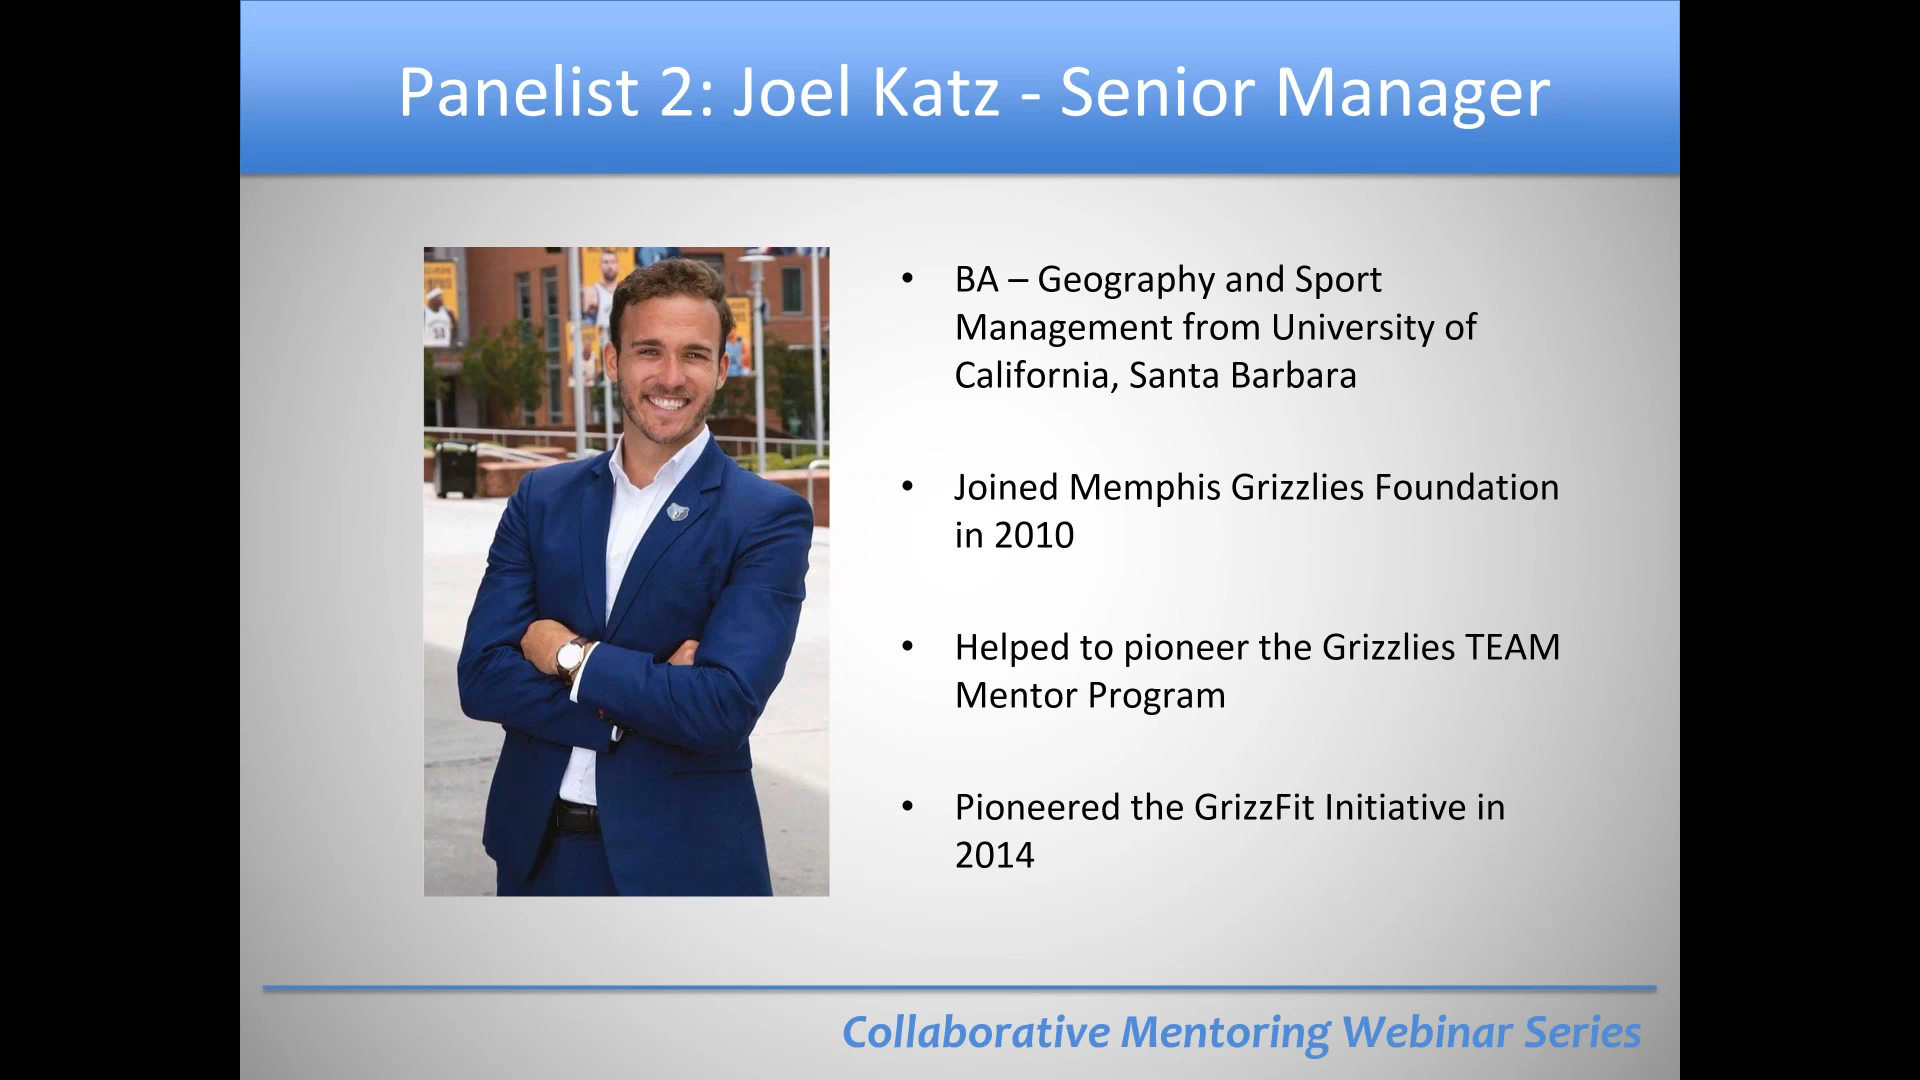 Panelist 2: Joel Katz - Senior Manager
• BA – Geography and Sport
Management from University of
California, Santa Barbara
• Joined Memphis Grizzlies Foundation
in 2010
• Helped to pioneer the Grizzlies TEAM
Mentor Program
• Pioneered the GrizzFit Initiative in
2014
Collaborative Mentoring Webinar Series